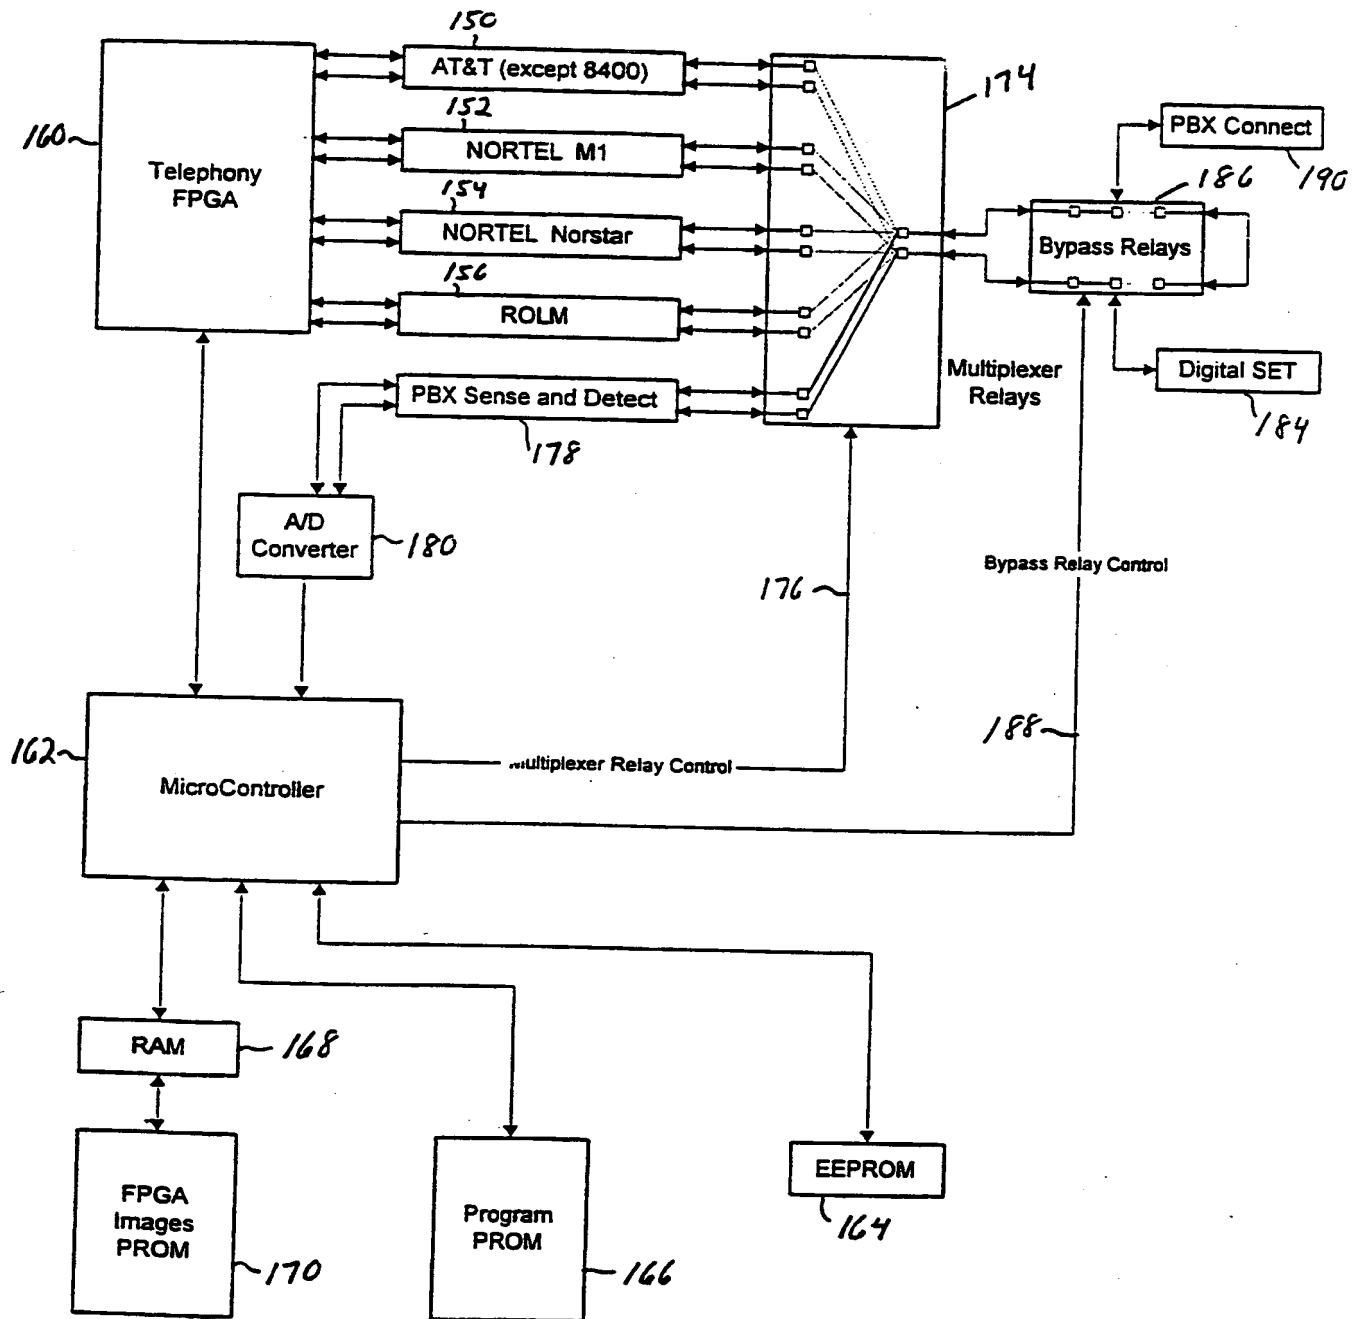 150
AT&T (except 8400)
174
160
152
PBX Connect
Telephony
FPGA
NORTEL M1
186
190
154
NORTEL Norstar
Bypass Relays
156
ROLM
Multiplexer
Relays
Digital SET
PBX Sense and Detect
184
178
A/D
Converter
180
Bypass Relay Control
176
188
162
Multiplexer Relay Control
MicroController
RAM
168
EEPROM
FPGA
Images
PROM
Program
PROM
164
170
166